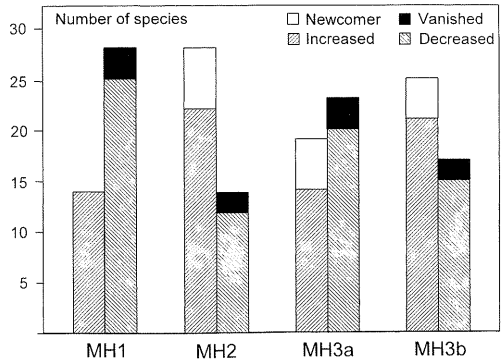 Number of species
Newcomer
Vanished
Increased
Decreased
30
25
20
15
10
5
MH1
MH2
MH3a
MH3b